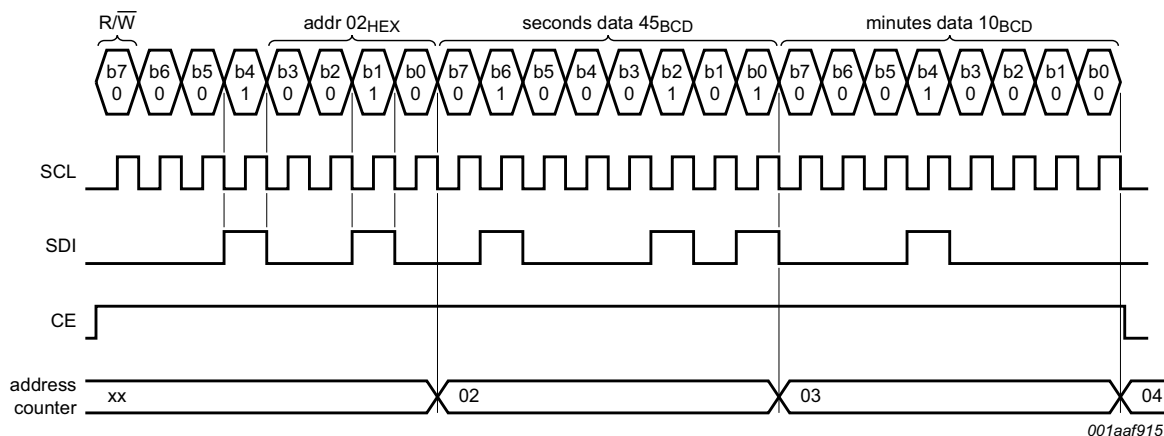 R/W addr 02HEX seconds data 45BCD minutes data 10BCD
b7 b6 b5 b4 b3 b2 b1 b0 b7 b6 b5 b4 b3 b2 b1 b0 b7 b6 b5 b4 b3 b2 b1 b0
0 0 0 1 0 0 1 0 0 1 0 0 0 1 0 1 0 0 0 1 0 0 0 0
SCL
SDI
CE
address
counter
xx 02 03 04
001aaf915